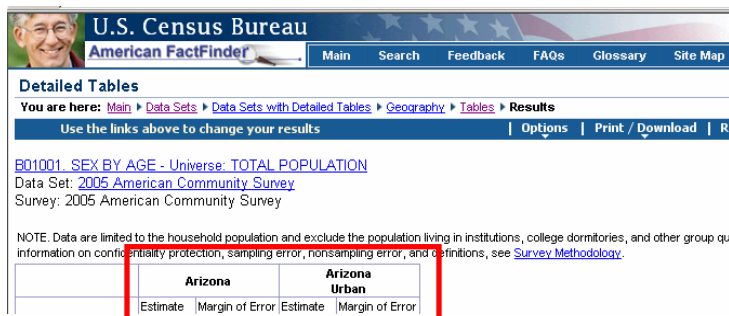 U.S. Census Bureau
American FactFinder
Main Search Feedback FAQs Glossary Site Map
Detailed Tables
You are here: Main ▶ Data Sets ▶ Data Sets with Detailed Tables ▶ Geography ▶ Tables ▶ Results
Use the links above to change your results | Options | Print / Download | R
B01001. SEX BY AGE - Universe: TOTAL POPULATION
Data Set: 2005 American Community Survey
Survey: 2005 American Community Survey
NOTE. Data are limited to the household population and exclude the population living in institutions, college dormitories, and other group qu
information on confidentiality protection, sampling error, nonsampling error, and definitions, see Survey Methodology.
Arizona Arizona Urban
Estimate Margin of Error Estimate Margin of Error